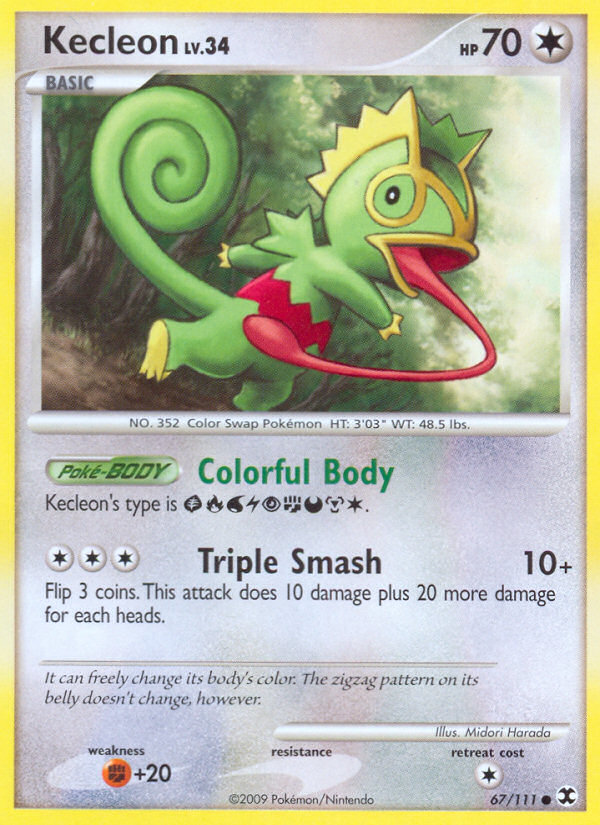 Kecleon LV.34
HP 70
BASIC
NO. 352 Color Swap Pokémon HT: 3'03" WT: 48.5 lbs.
Poké-BODY Colorful Body
Kecleon's type is .
Triple Smash 10+
Flip 3 coins. This attack does 10 damage plus 20 more damage
for each heads.
It can freely change its body's color. The zigzag pattern on its
belly doesn't change, however.
Illus. Midori Harada
weakness resistance retreat cost
+20
©2009 Pokémon/Nintendo
67/111